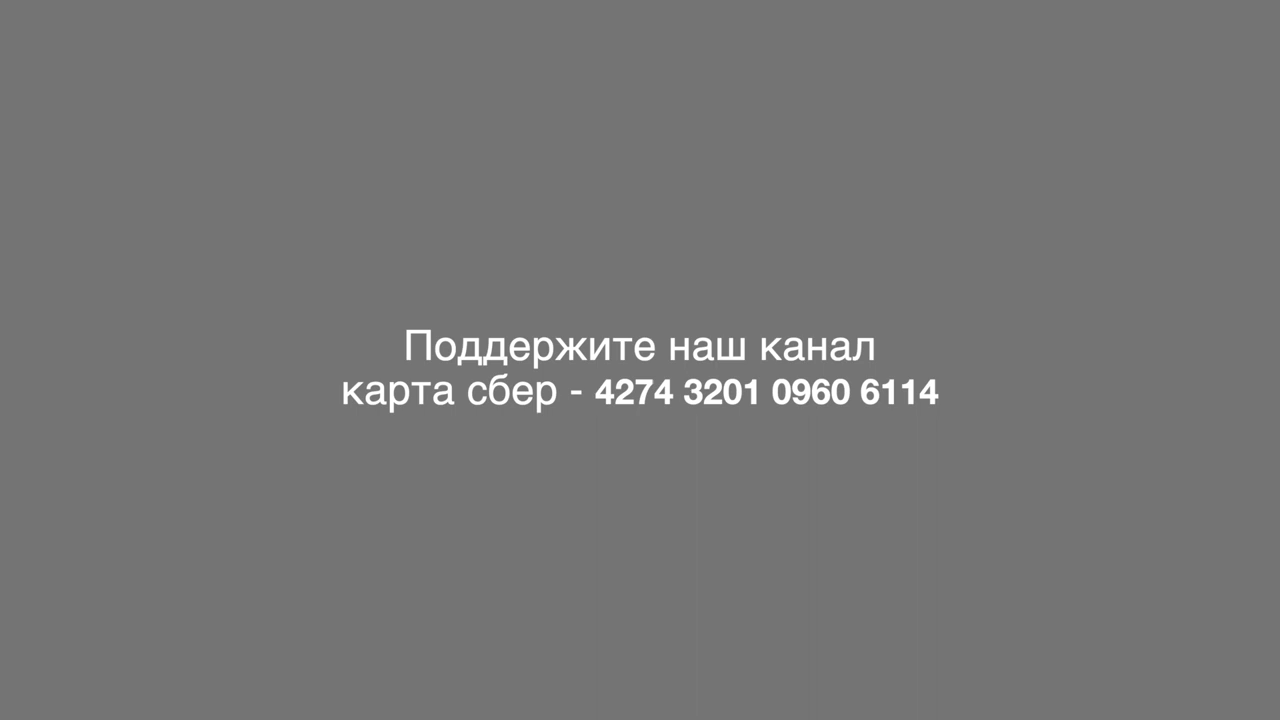 Поддержите наш канал
карта сбер - 4274 3201 0960 6114